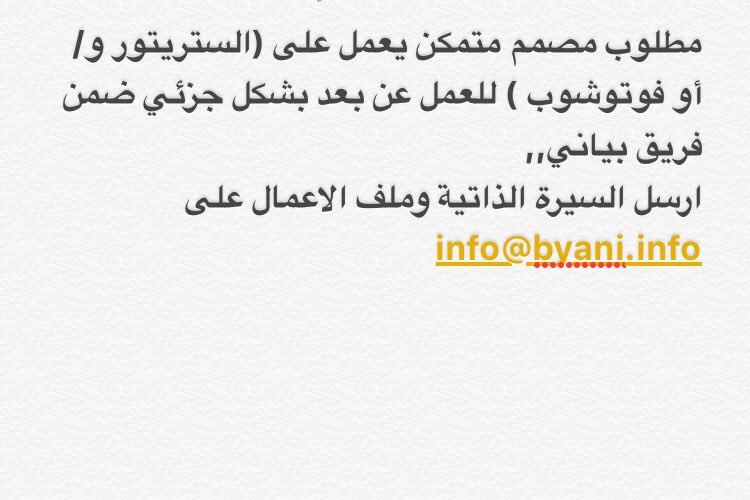 مطلوب مصمم متمكن يعمل على (الستريتور و/
أو فوتوشوب ) للعمل عن بعد بشكل جزئي ضمن
فريق بياني,,
ارسل السيرة الذاتية وملف الاعمال على
info@byani.info